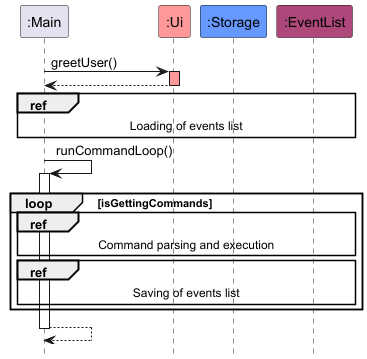 :Main :Ui :Storage :EventList
greetUser()
ref
Loading of events list
runCommandLoop()
loop [isGettingCommands]
ref
Command parsing and execution
ref
Saving of events list